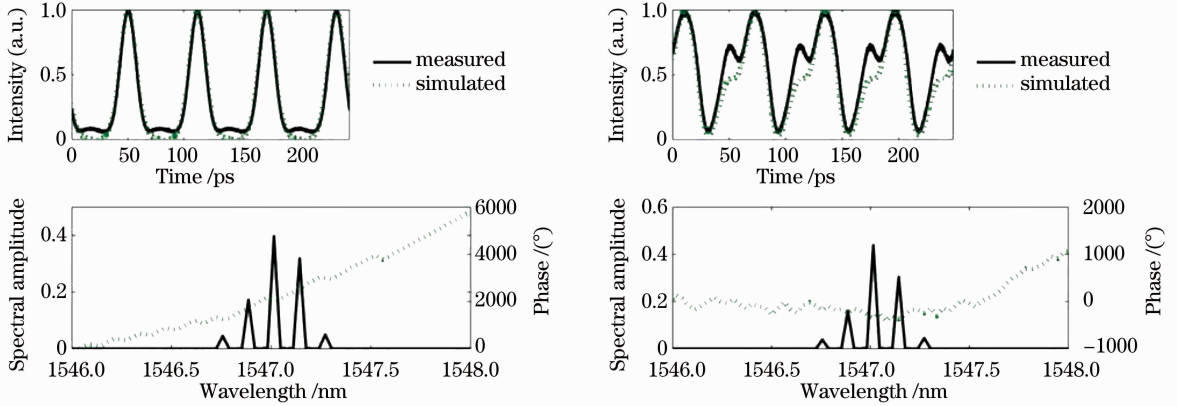 1.0
0.5
0
Intensity (a.u.)
0 50 100 150 200
Time /ps
measured
simulated
1.0
0.5
0
Intensity (a.u.)
0 50 100 150 200
Time /ps
measured
simulated
0.4
0.2
0
Spectral amplitude
6000
4000
2000
0
Phase /(°)
1546.0 1546.5 1547.0 1547.5 1548.0
Wavelength /nm
0.6
0.4
0.2
0
Spectral amplitude
2000
1000
0
−1000
Phase /(°)
1546.0 1546.5 1547.0 1547.5 1548.0
Wavelength /nm